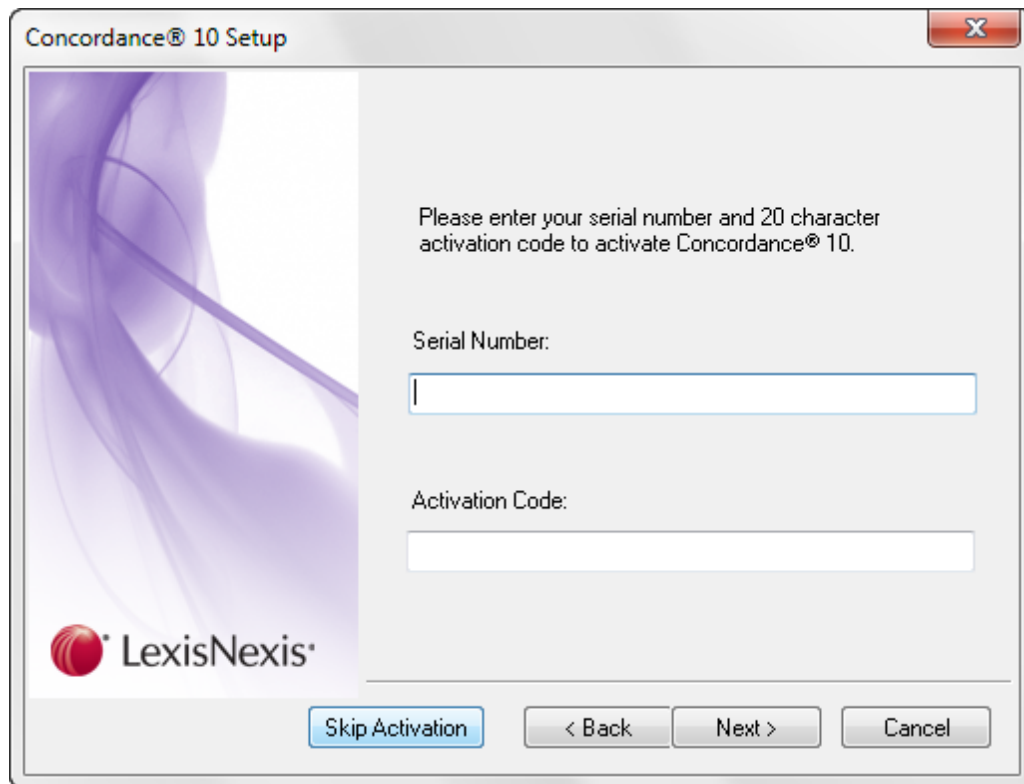 Concordance® 10 Setup
Please enter your serial number and 20 character
activation code to activate Concordance® 10.
Serial Number:
Activation Code:
LexisNexis®
Skip Activation
< Back
Next >
Cancel